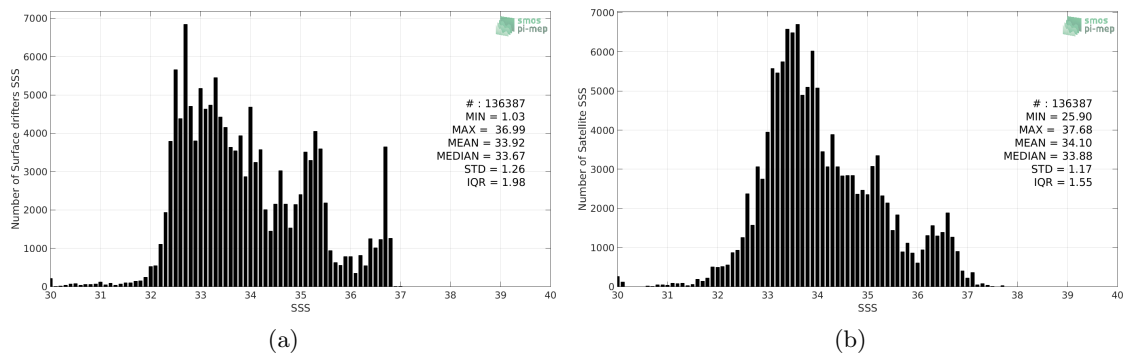 smos
pi-mep
7000
6000
5000
4000
3000
2000
1000
0
Number of Surface drifters SSS
# : 136387
MIN = 1.03
MAX = 36.99
MEAN = 33.92
MEDIAN = 33.67
STD = 1.26
IQR = 1.98
30 31 32 33 34 35 36 37 38 39 40
SSS
(a)
smos
pi-mep
7000
6000
5000
4000
3000
2000
1000
0
Number of Satellite SSS
# : 136387
MIN = 25.90
MAX = 37.68
MEAN = 34.10
MEDIAN = 33.88
STD = 1.17
IQR = 1.55
30 31 32 33 34 35 36 37 38 39 40
SSS
(b)